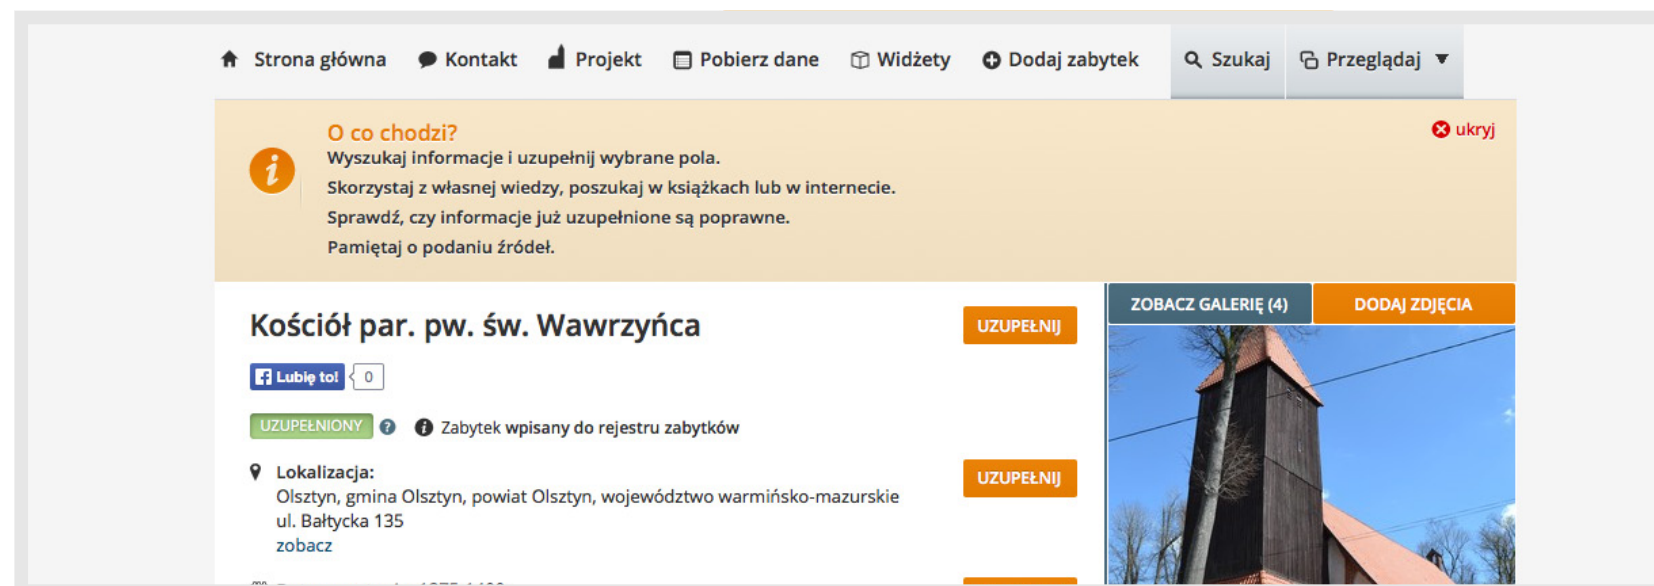 Strona główna Kontakt Projekt Pobierz dane Widżety Dodaj zabytek Szukaj Przeglądaj
O co chodzi?
ukryj
Wyszukaj informacje i uzupełnij wybrane pola.
Skorzystaj z własnej wiedzy, poszukaj w książkach lub w internecie.
Sprawdź, czy informacje już uzupełnione są poprawne.
Pamiętaj o podaniu źródeł.
ZOBACZ GALERIĘ (4) DODAJ ZDJĘCIA
Kościół par. pw. św. Wawrzyńca
UZUPEŁNIJ
Lubię to! 0
UZUPEŁNIONY ? Zabytek wpisany do rejestru zabytków
Lokalizacja:
UZUPEŁNIJ
Olsztyn, gmina Olsztyn, powiat Olsztyn, województwo warmińsko-mazurskie
ul. Bałtycka 135
zobacz